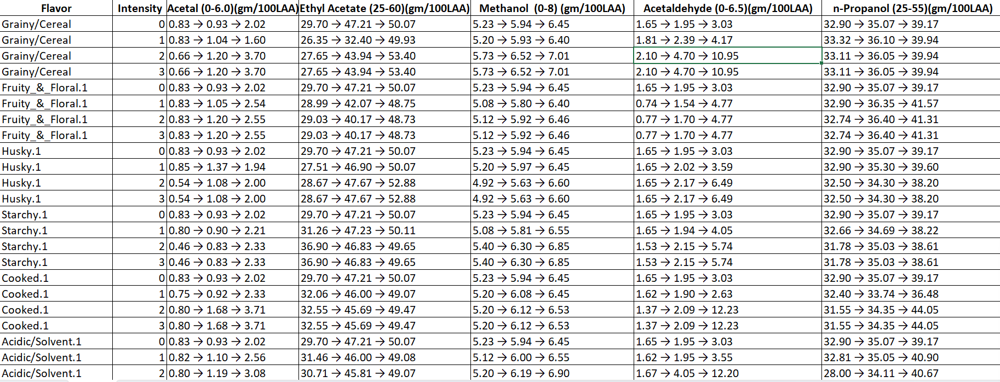 Flavor Intensity Acetal (0-6.0)(gm/100LAA) Ethyl Acetate (25-60)(gm/100LAA) Methanol (0-8) (gm/100LAA) Acetaldehyde (0-6.5)(gm/100LAA) n-Propanol (25-55)(gm/100LAA)
Grainy/Cereal 0 0.83 → 0.93 → 2.02 29.70 → 47.21 → 50.07 5.23 → 5.94 → 6.45 1.65 → 1.95 → 3.03 32.90 → 35.07 → 39.17
Grainy/Cereal 1 0.83 → 1.04 → 1.60 26.35 → 32.40 → 49.93 5.20 → 5.93 → 6.40 1.81 → 2.39 → 4.17 33.32 → 36.10 → 39.94
Grainy/Cereal 2 0.66 → 1.20 → 3.70 27.65 → 43.94 → 53.40 5.73 → 6.52 → 7.01 2.10 → 4.70 → 10.95 33.11 → 36.05 → 39.94
Grainy/Cereal 3 0.66 → 1.20 → 3.70 27.65 → 43.94 → 53.40 5.73 → 6.52 → 7.01 2.10 → 4.70 → 10.95 33.11 → 36.05 → 39.94
Fruity_&_Floral.1 0 0.83 → 0.93 → 2.02 29.70 → 47.21 → 50.07 5.23 → 5.94 → 6.45 1.65 → 1.95 → 3.03 32.90 → 35.07 → 39.17
Fruity_&_Floral.1 1 0.83 → 1.05 → 2.54 28.99 → 42.07 → 48.75 5.08 → 5.80 → 6.40 0.74 → 1.54 → 4.77 32.90 → 36.35 → 41.57
Fruity_&_Floral.1 2 0.83 → 1.20 → 2.55 29.03 → 40.17 → 48.73 5.12 → 5.92 → 6.46 0.77 → 1.70 → 4.77 32.74 → 36.40 → 41.31
Fruity_&_Floral.1 3 0.83 → 1.20 → 2.55 29.03 → 40.17 → 48.73 5.12 → 5.92 → 6.46 0.77 → 1.70 → 4.77 32.74 → 36.40 → 41.31
Husky.1 0 0.83 → 0.93 → 2.02 29.70 → 47.21 → 50.07 5.23 → 5.94 → 6.45 1.65 → 1.95 → 3.03 32.90 → 35.07 → 39.17
Husky.1 1 0.85 → 1.37 → 1.94 27.51 → 46.90 → 50.07 5.20 → 5.97 → 6.45 1.65 → 2.02 → 3.59 32.90 → 35.30 → 39.60
Husky.1 2 0.54 → 1.08 → 2.00 28.67 → 47.67 → 52.88 4.92 → 5.63 → 6.60 1.65 → 2.17 → 6.49 32.50 → 34.30 → 38.20
Husky.1 3 0.54 → 1.08 → 2.00 28.67 → 47.67 → 52.88 4.92 → 5.63 → 6.60 1.65 → 2.17 → 6.49 32.50 → 34.30 → 38.20
Starchy.1 0 0.83 → 0.93 → 2.02 29.70 → 47.21 → 50.07 5.23 → 5.94 → 6.45 1.65 → 1.95 → 3.03 32.90 → 35.07 → 39.17
Starchy.1 1 0.80 → 0.90 → 2.21 31.26 → 47.23 → 50.11 5.08 → 5.81 → 6.55 1.65 → 1.94 → 4.05 32.66 → 34.69 → 38.22
Starchy.1 2 0.46 → 0.83 → 2.33 36.90 → 46.83 → 49.65 5.40 → 6.30 → 6.85 1.53 → 2.15 → 5.74 31.78 → 35.03 → 38.61
Starchy.1 3 0.46 → 0.83 → 2.33 36.90 → 46.83 → 49.65 5.40 → 6.30 → 6.85 1.53 → 2.15 → 5.74 31.78 → 35.03 → 38.61
Cooked.1 0 0.83 → 0.93 → 2.02 29.70 → 47.21 → 50.07 5.23 → 5.94 → 6.45 1.65 → 1.95 → 3.03 32.90 → 35.07 → 39.17
Cooked.1 1 0.75 → 0.92 → 2.33 32.06 → 46.00 → 49.07 5.20 → 6.08 → 6.45 1.62 → 1.90 → 2.63 32.40 → 33.74 → 36.48
Cooked.1 2 0.80 → 1.68 → 3.71 32.55 → 45.69 → 49.47 5.20 → 6.12 → 6.53 1.37 → 2.09 → 12.23 31.55 → 34.35 → 44.05
Cooked.1 3 0.80 → 1.68 → 3.71 32.55 → 45.69 → 49.47 5.20 → 6.12 → 6.53 1.37 → 2.09 → 12.23 31.55 → 34.35 → 44.05
Acidic/Solvent.1 0 0.83 → 0.93 → 2.02 29.70 → 47.21 → 50.07 5.23 → 5.94 → 6.45 1.65 → 1.95 → 3.03 32.90 → 35.07 → 39.17
Acidic/Solvent.1 1 0.82 → 1.10 → 2.56 31.46 → 46.00 → 49.08 5.12 → 6.00 → 6.55 1.62 → 1.95 → 3.55 32.81 → 35.05 → 40.90
Acidic/Solvent.1 2 0.80 → 1.19 → 3.08 30.71 → 45.81 → 49.07 5.20 → 6.19 → 6.90 1.67 → 4.05 → 12.20 28.00 → 34.11 → 40.67